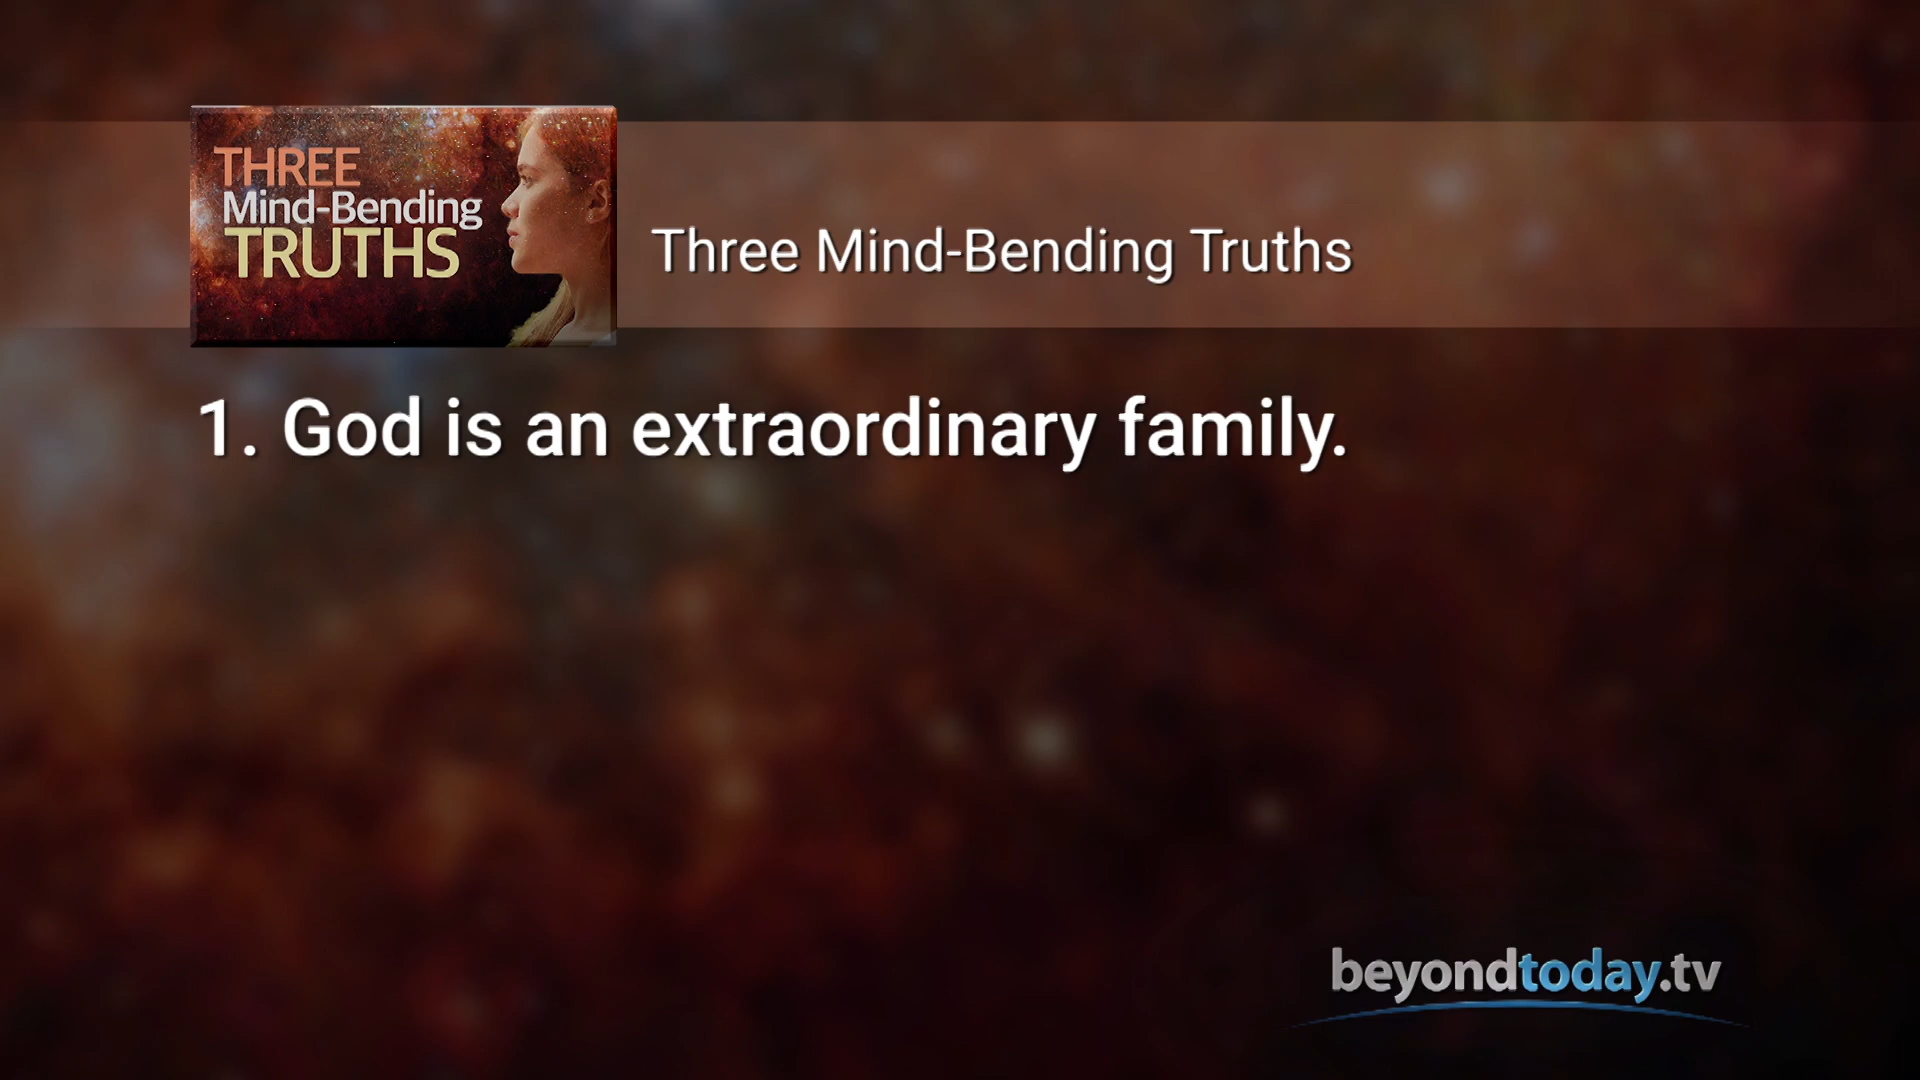 THREE
Mind-Bending
TRUTHS
Three Mind-Bending Truths
1. God is an extraordinary family.
beyondtoday.tv